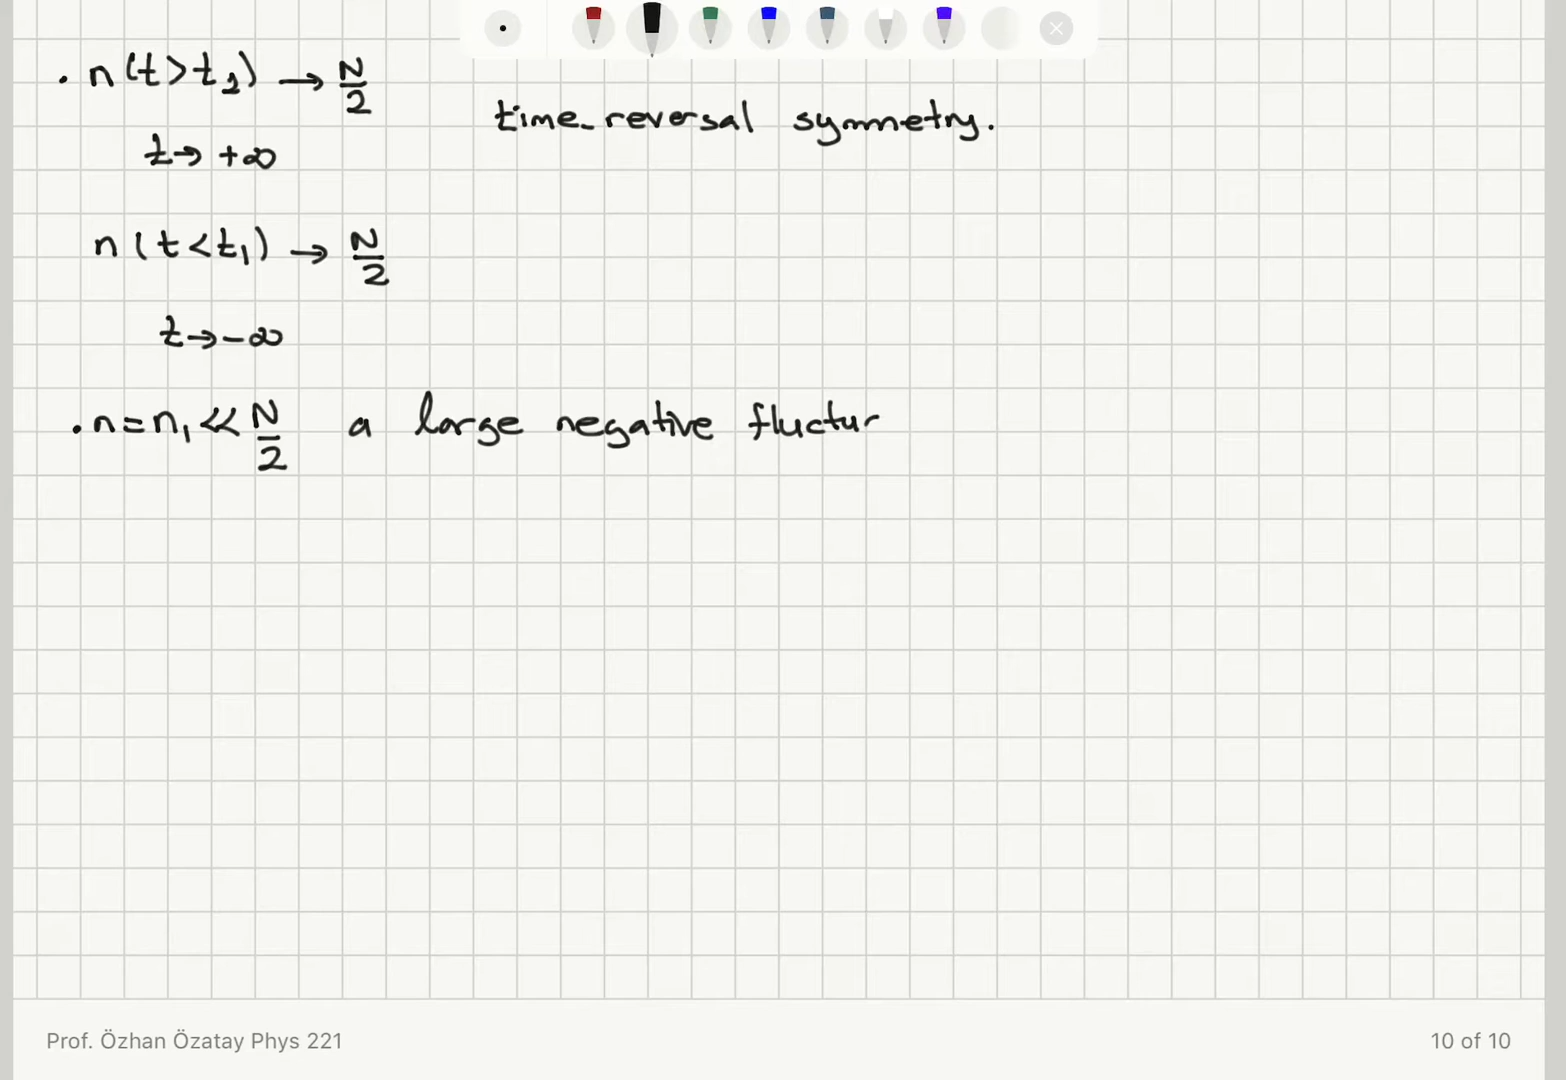 . n(t>t₂) → N/2
time-reversal symmetry.
t→ +∞
n(t<t₁) → N/2
t→-∞
. n=n₁ ≪ N/2 a large negative fluctur
Prof. Özhan Özatay Phys 221
10 of 10